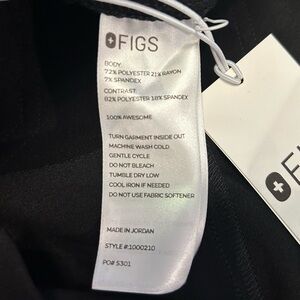 FIGS
BODY:
72% POLYESTER 21% RAYON
7% SPANDEX
CONTRAST:
82% POLYESTER 18% SPANDEX
100% AWESOME
TURN GARMENT INSIDE OUT
MACHINE WASH COLD
GENTLE CYCLE
DO NOT BLEACH
TUMBLE DRY LOW
COOL IRON IF NEEDED
DO NOT USE FABRIC SOFTENER
MADE IN JORDAN
STYLE #:1000210
PO# 5301